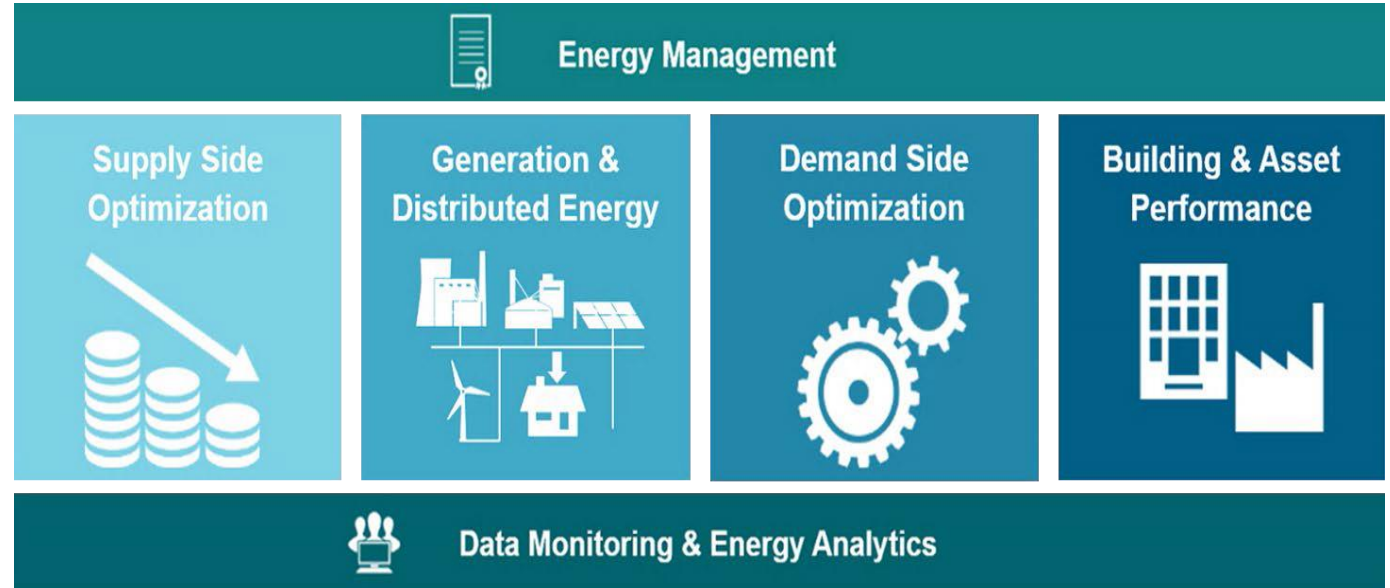 Energy Management
Supply Side
Optimization
Generation &
Distributed Energy
Demand Side
Optimization
Building & Asset
Performance
Data Monitoring & Energy Analytics